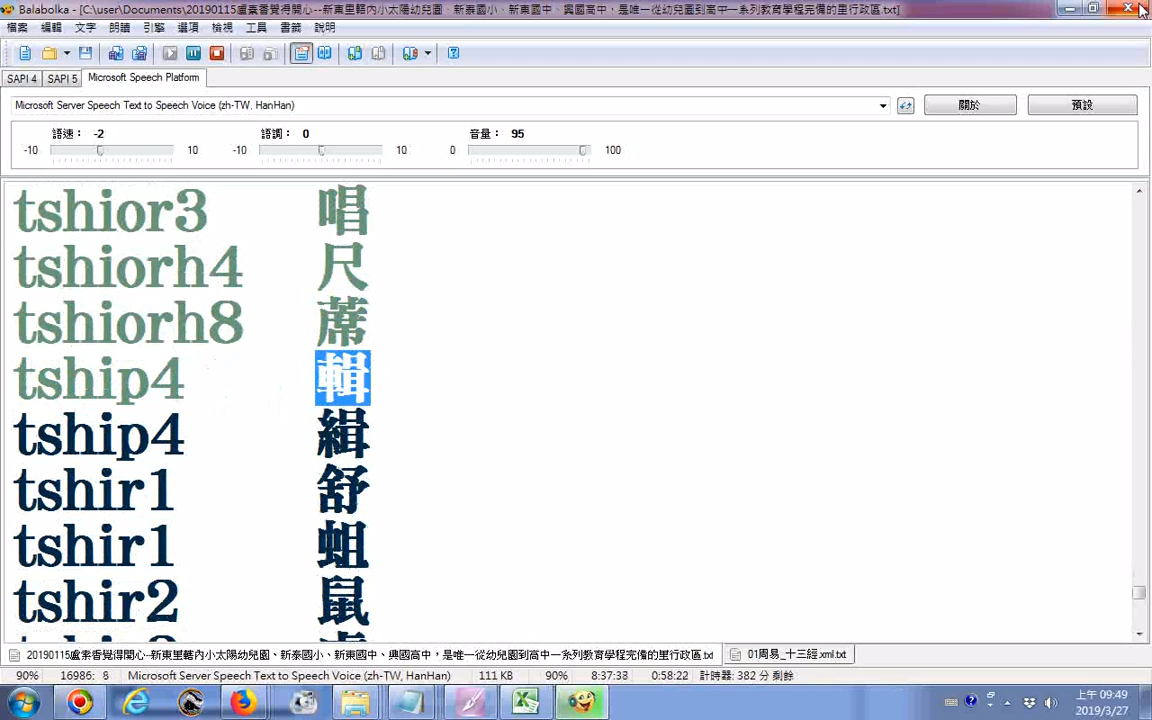 Balabolka - [C:\user\Documents\20190115盧素香覺得開心--新東里轄內小太陽幼兒園、新泰國小、新東國中、興國高中，是唯一從幼兒園到高中一系列教育學程完備的里行政區.txt]
檔案 編輯 文字 朗讀 引擎 選項 檢視 工具 書籤 說明
SAPI 4 SAPI 5 Microsoft Speech Platform
Microsoft Server Speech Text to Speech Voice (zh-TW, HanHan) 關於 預設
語速： -2 語調： 0 音量： 95
-10 10 -10 10 0 100
tshior3 唱
tshiorh4 尺
tshiorh8 蓆
tship4 輯
tship4 緝
tshir1 舒
tshir1 蛆
tshir2 鼠
20190115盧素香覺得開心--新東里轄內小太陽幼兒園、新泰國小、新東國中、興國高中，是唯一從幼兒園到高中一系列教育學程完備的里行政區.txt 01周易_十三經.xml.txt
90% 16986: 8 Microsoft Server Speech Text to Speech Voice (zh-TW, HanHan) 111 KB 90% 8:37:33 0:58:22 計時器: 382 分 剩餘
上午 09:49
2019/3/27